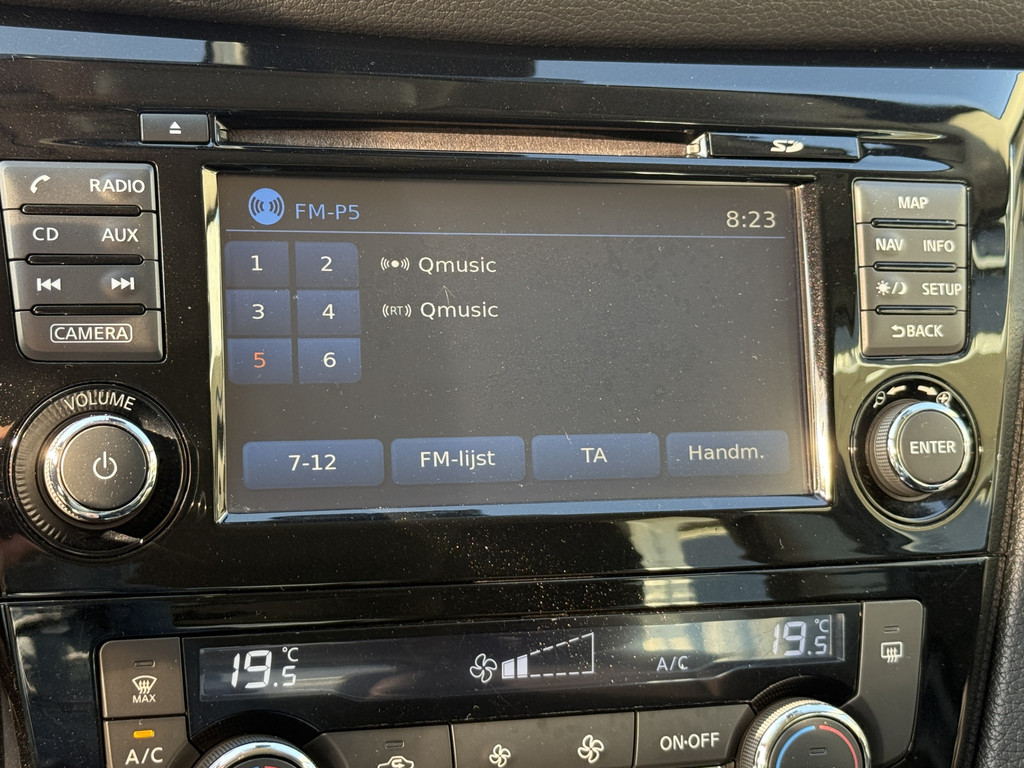 SD
RADIO
CD AUX
CAMERA
VOLUME
FM-P5
8:23
1 2
3 4
5 6
Qmusic
RT Qmusic
7-12 FM-lijst TA Handm.
MAP
NAV INFO
SETUP
BACK
ENTER
19.5°C
A/C
19.5°C
MAX
A/C
ON·OFF